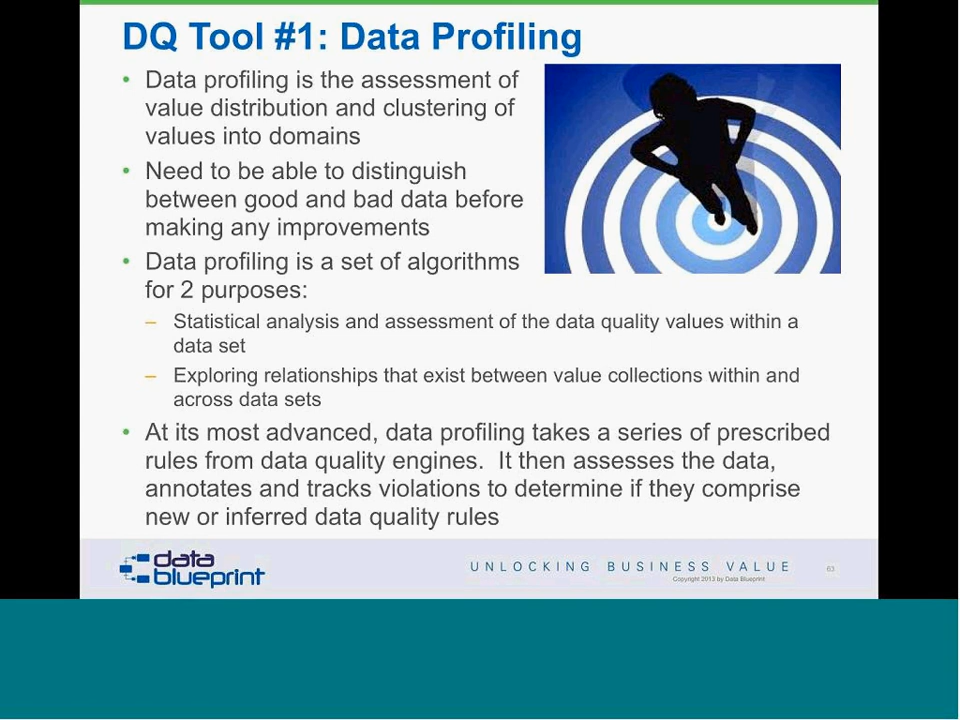 DQ Tool #1: Data Profiling
• Data profiling is the assessment of
value distribution and clustering of
values into domains
• Need to be able to distinguish
between good and bad data before
making any improvements
• Data profiling is a set of algorithms
for 2 purposes:
– Statistical analysis and assessment of the data quality values within a
data set
– Exploring relationships that exist between value collections within and
across data sets
• At its most advanced, data profiling takes a series of prescribed
rules from data quality engines.  It then assesses the data,
annotates and tracks violations to determine if they comprise
new or inferred data quality rules
data
blueprint
UNLOCKING BUSINESS VALUE
63
Copyright 2013 by Data Blueprint